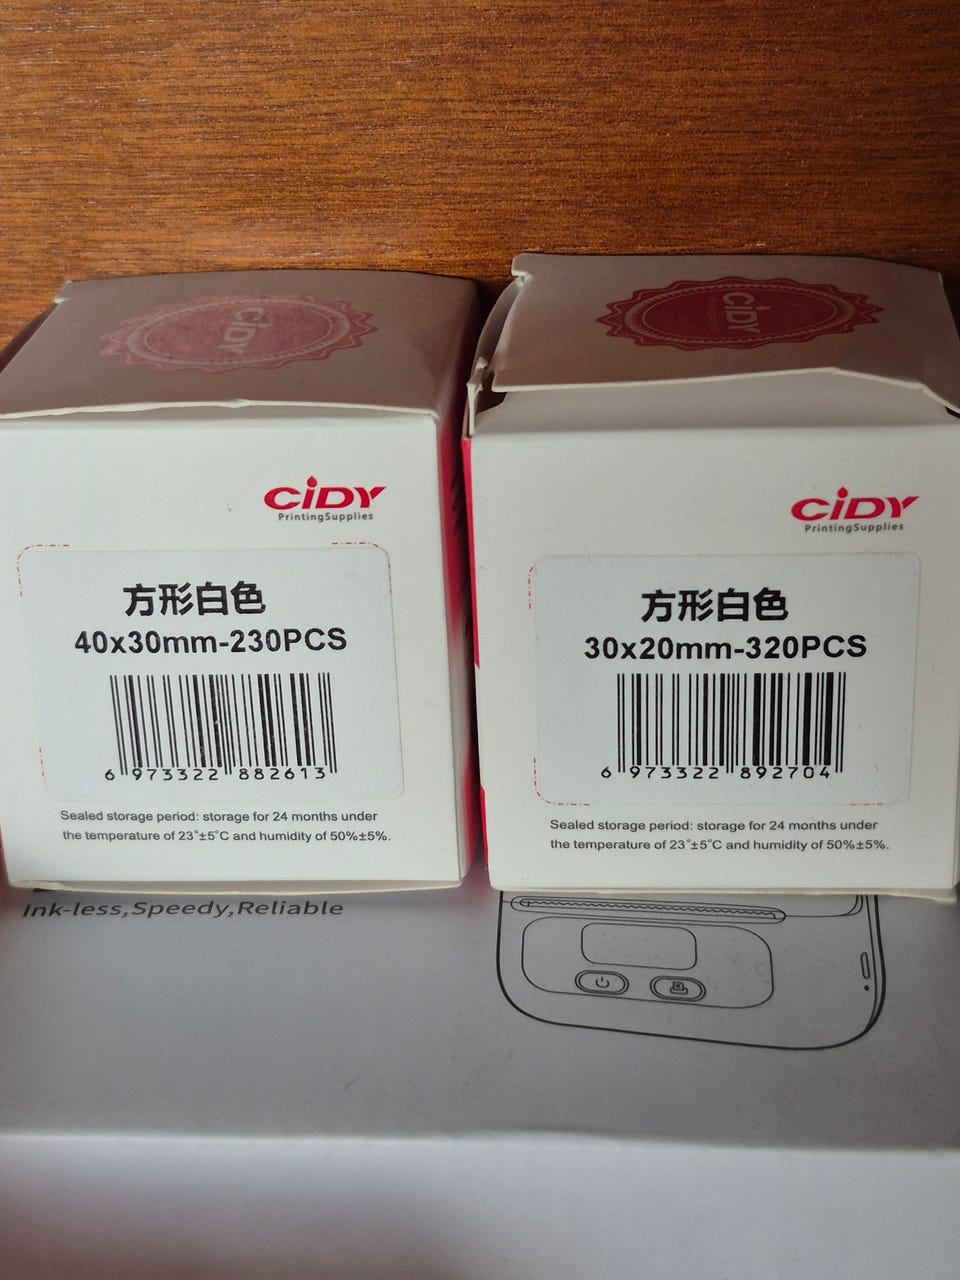 CiDY
CiDY
CiDY
PrintingSupplies
方形白色
40x30mm-230PCS
6 973322 882613
Sealed storage period: storage for 24 months under
the temperature of 23°±5°C and humidity of 50%±5%.
CiDY
PrintingSupplies
方形白色
30x20mm-320PCS
6 973322 892704
Sealed storage period: storage for 24 months under
the temperature of 23°±5°C and humidity of 50%±5%.
Ink-less,Speedy,Reliable